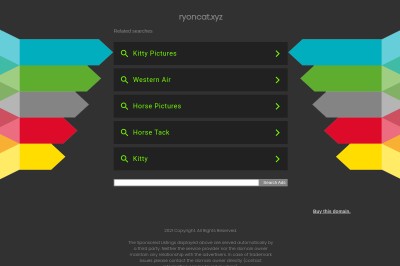 ryoncat.xyz
Related searches:
Kitty Pictures
Western Air
Horse Pictures
Horse Tack
Kitty
Search Ads
Buy this domain.
2023 Copyright. All Rights Reserved.
The Sponsored Listings displayed above are served automatically by
a third party. Neither the service provider nor the domain owner
maintain any relationship with the advertisers. In case of trademark
issues please contact the domain owner directly (contact